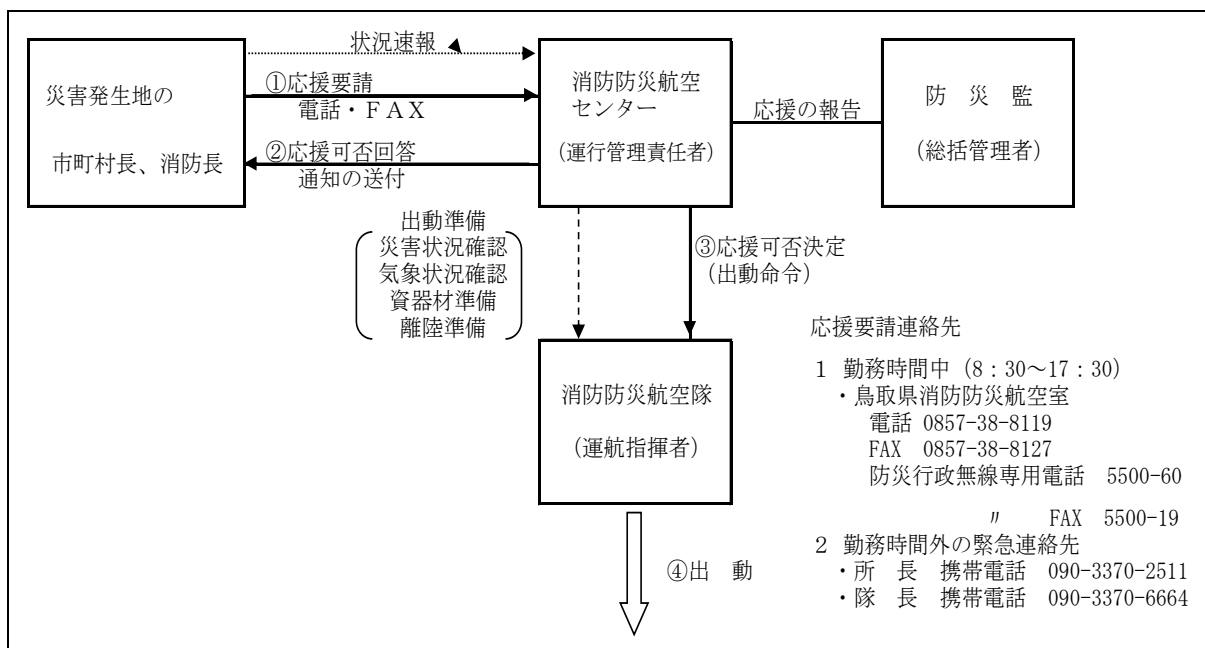 状況速報
災害発生地の
市町村長、消防長
①応援要請
電話・ＦＡＸ
②応援可否回答
通知の送付
消防防災航空
センター
（運行管理責任者）
応援の報告
防　災　監
（総括管理者）
出動準備
災害状況確認
気象状況確認
資器材準備
離陸準備
③応援可否決定
（出動命令）
消防防災航空隊
（運航指揮者）
④出　動
応援要請連絡先
１ 勤務時間中（8：30～17：30）
・鳥取県消防防災航空室
電話 0857-38-8119
FAX 0857-38-8127
防災行政無線専用電話　5500-60
〃　FAX　5500-19
２ 勤務時間外の緊急連絡先
・所　長　携帯電話　090-3370-2511
・隊　長　携帯電話　090-3370-6664